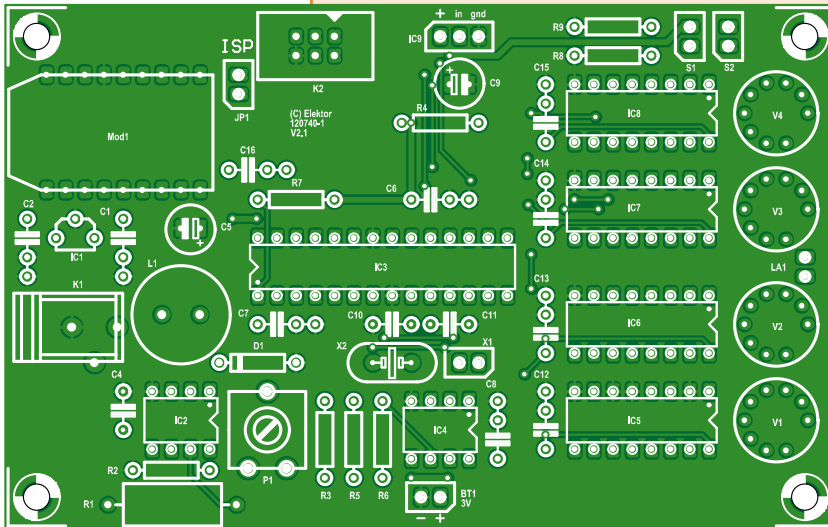 + in gnd
R9
IC9
ISP
K2
R8
S1 S2
C15
C9
JP1
(C) Elektor
120740-1
V2.1
R4
IC8
V4
Mod1
C16
C14
R7
C6
IC7
V3
C2
C1
C5
+
IC1
L1
IC3
LA1
K1
C13
C7
C10
C11
IC6
V2
D1
X2
X1
C4
C8
C12
IC2
IC4
IC5
V1
R2
P1
R3 R5 R6
R1
BT1
3V
- +